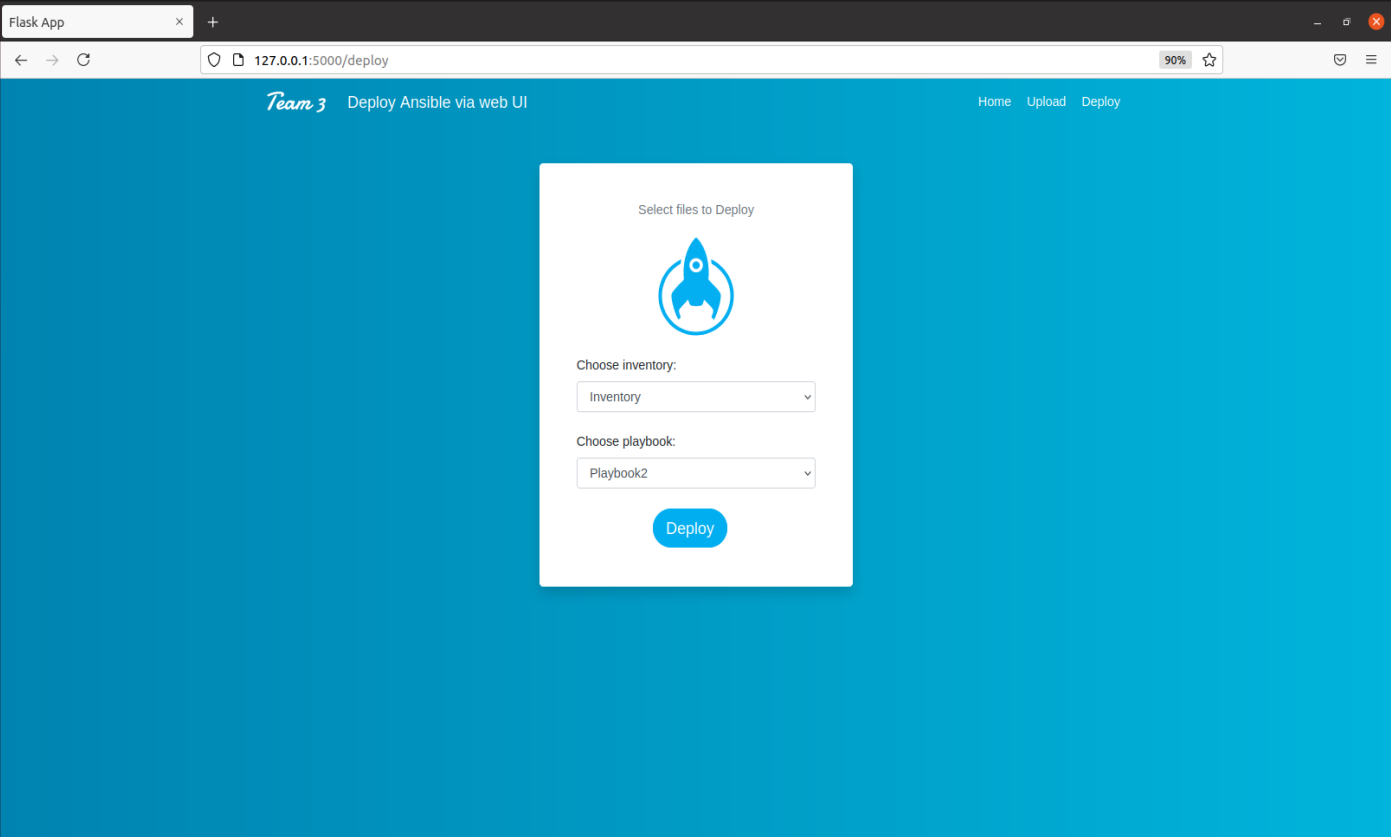 Flask App
127.0.0.1:5000/deploy 90%
Team 3 Deploy Ansible via web UI Home Upload Deploy
Select files to Deploy
Choose inventory:
Inventory
Choose playbook:
Playbook2
Deploy